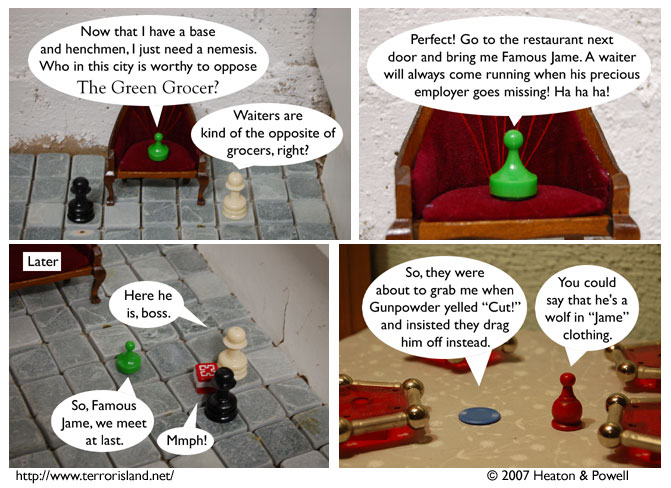 Now that I have a base
and henchmen, I just need a nemesis.
Who in this city is worthy to oppose
The Green Grocer?
Waiters are
kind of the opposite of
grocers, right?
Perfect! Go to the restaurant next
door and bring me Famous Jame. A waiter
will always come running when his precious
employer goes missing! Ha ha ha!
Later
Here he
is, boss.
So, Famous
Jame, we meet
at last.
Mmph!
So, they were
about to grab me when
Gunpowder yelled “Cut!”
and insisted they drag
him off instead.
You could
say that he's a
wolf in “Jame”
clothing.
http://www.terrorisland.net/
© 2007 Heaton & Powell